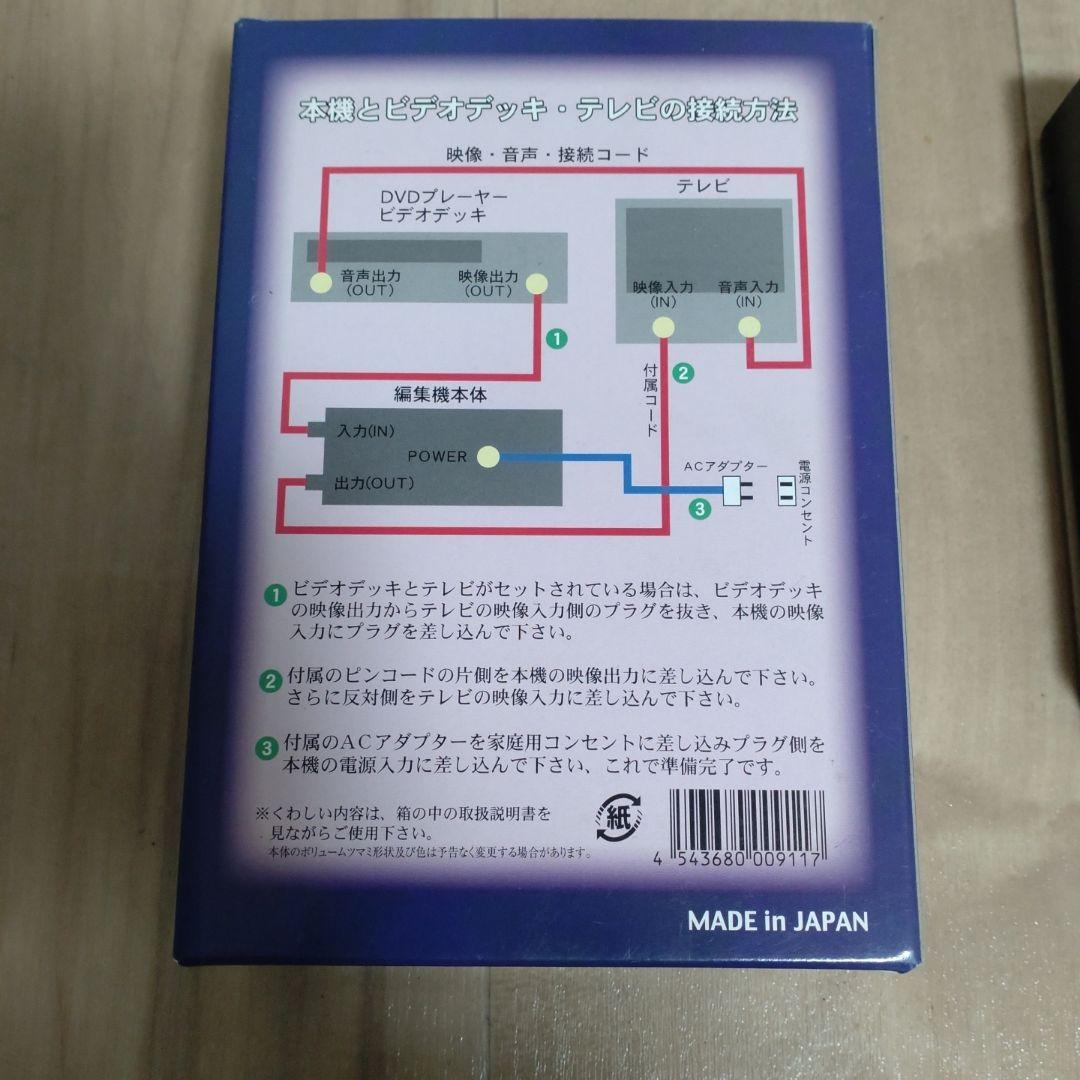 本機とビデオデッキ・テレビの接続方法
映像・音声・接続コード
DVDプレーヤー
ビデオデッキ
テレビ
音声出力
(OUT)
映像出力
(OUT)
映像入力
(IN)
音声入力
(IN)
1
2
付属コード
編集機本体
入力(IN)
POWER
出力(OUT)
ACアダプター
電源コンセント
3
1 ビデオデッキとテレビがセットされている場合は、ビデオデッキ
の映像出力からテレビの映像入力側のプラグを抜き、本機の映像
入力にプラグを差し込んで下さい。
2 付属のピンコードの片側を本機の映像出力に差し込んで下さい。
さらに反対側をテレビの映像入力に差し込んで下さい。
3 付属のACアダプターを家庭用コンセントに差し込みプラグ側を
本機の電源入力に差し込んで下さい、これで準備完了です。
※くわしい内容は、箱の中の取扱説明書を
見ながらご使用下さい。
本体のボリュームツマミ形状及び色は予告なく変更する場合があります。
紙
4 543680 009117
MADE in JAPAN